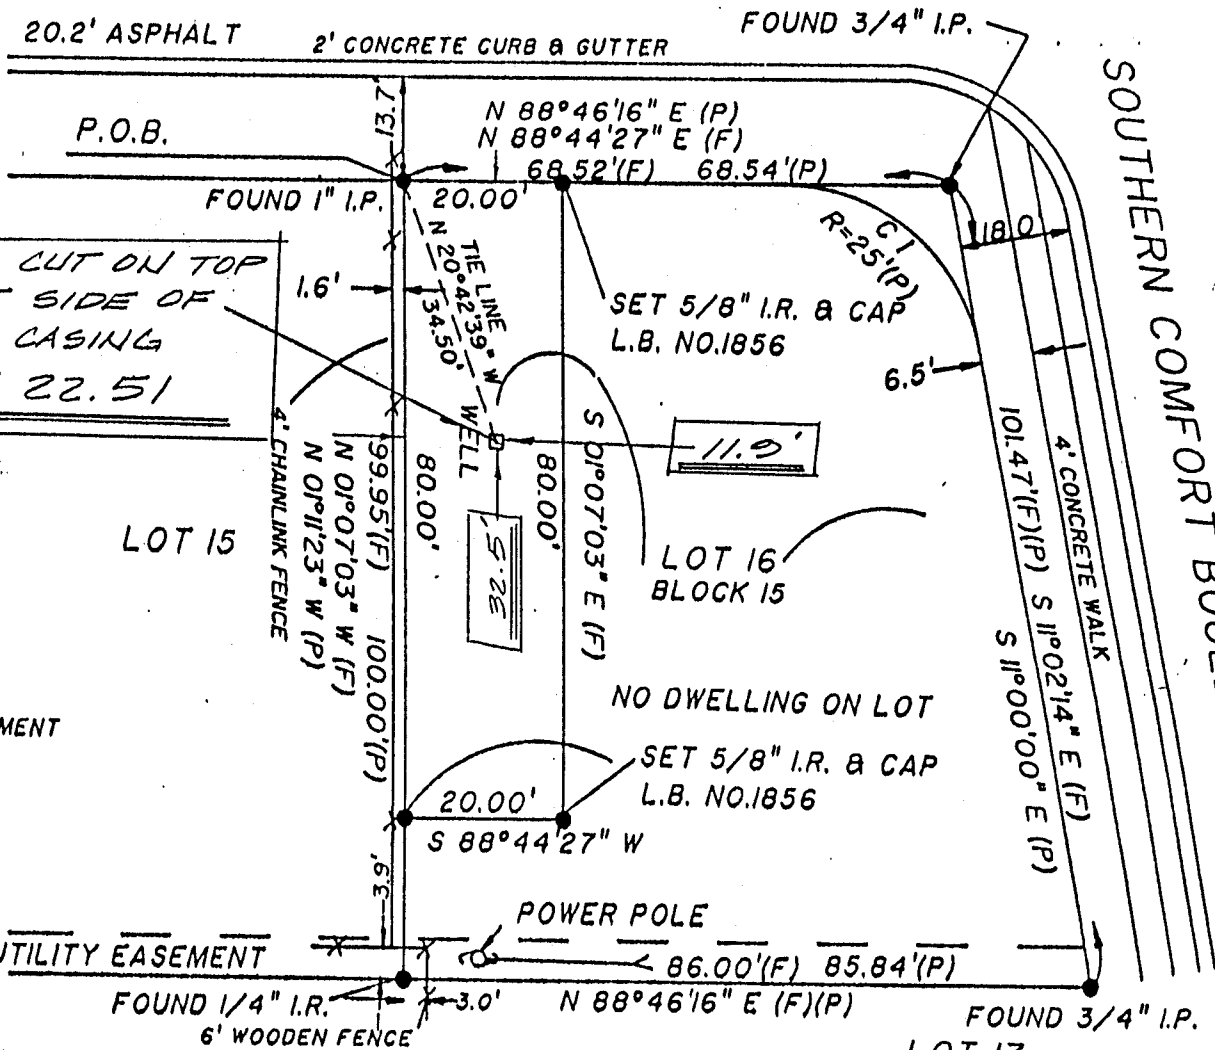 FOUND 3/4" I.P.
20.2' ASPHALT
2' CONCRETE CURB & GUTTER
SOUTHERN COMFORT
13.7'
N 88°46'16" E (P)
P.O.B.
N 88°44'27" E (F)
68.52'(F) 68.54'(P)
FOUND 1" I.P.
20.00'
C 1
R=25'(P)
18.0
CUT ON TOP
SIDE OF
CASING
22.51
1.6'
TIE LINE
N 20°42'39" W
34.50'
SET 5/8" I.R. & CAP
L.B. NO.1856
6.5'
WELL
11.9'
32.5'
4' CHAINLINK FENCE
99.95'(F) 100.00'(P)
N 01°07'03" W (F)
N 01°11'23" W (P)
80.00'
80.00'
S 01°07'03" E (F)
LOT 15
LOT 16
BLOCK 15
101.47'(F)(P) S 11°02'14" E (F)
S 11°00'00" E (P)
4' CONCRETE WALK
NO DWELLING ON LOT
MENT
SET 5/8" I.R. & CAP
L.B. NO.1856
20.00'
S 88°44'27" W
3.9'
POWER POLE
UTILITY EASEMENT
86.00'(F) 85.84'(P)
FOUND 1/4" I.R.
3.0'
N 88°46'16" E (F)(P)
6' WOODEN FENCE
FOUND 3/4" I.P.
LOT 17